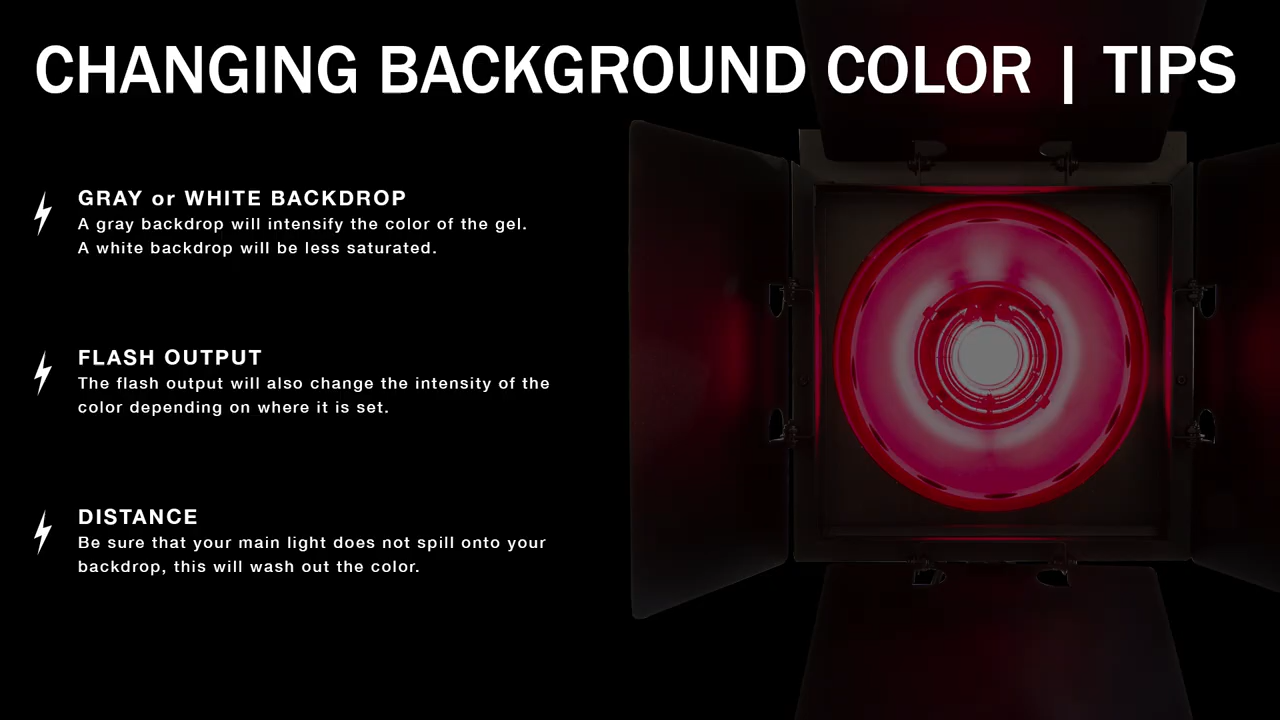 CHANGING BACKGROUND COLOR | TIPS
GRAY or WHITE BACKDROP
A gray backdrop will intensify the color of the gel.
A white backdrop will be less saturated.
FLASH OUTPUT
The flash output will also change the intensity of the
color depending on where it is set.
DISTANCE
Be sure that your main light does not spill onto your
backdrop, this will wash out the color.